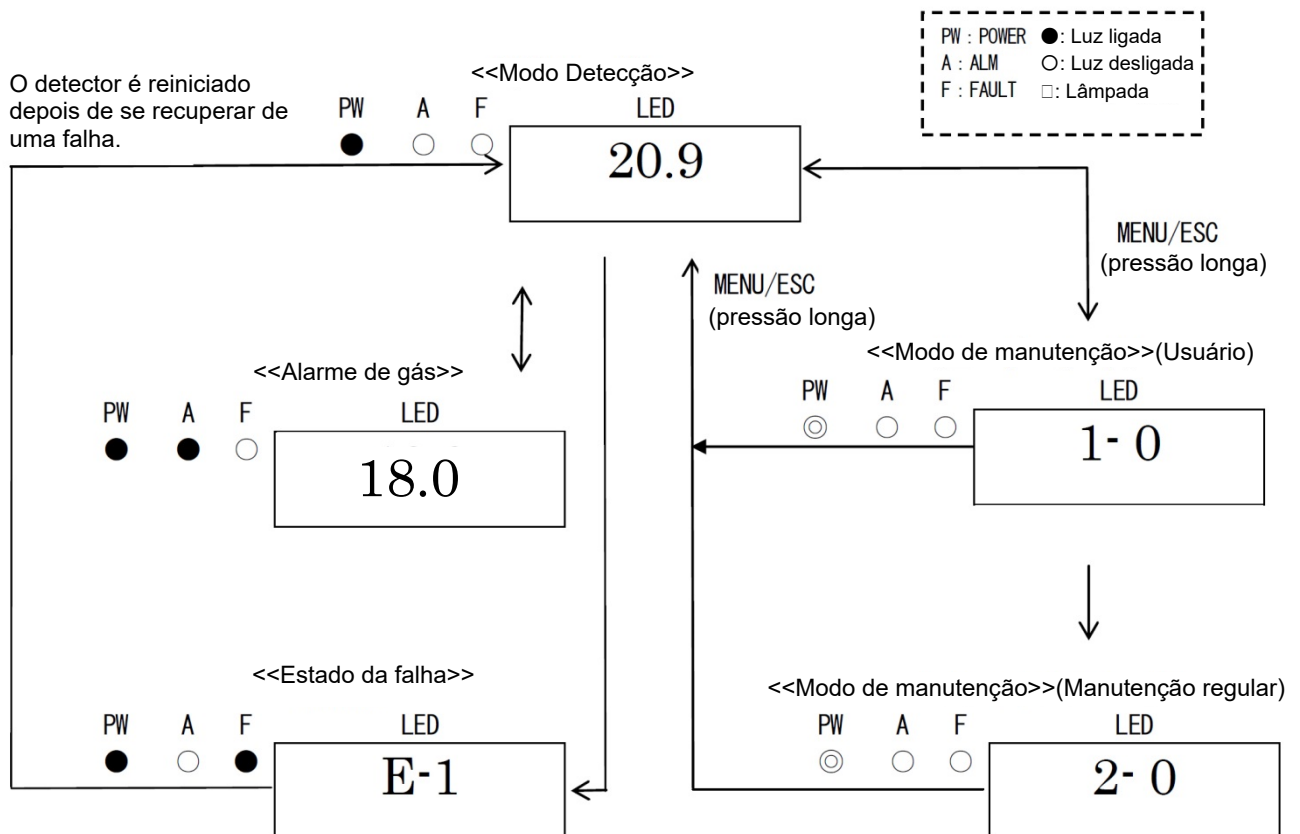 PW : POWER ●: Luz ligada
A : ALM ○: Luz desligada
F : FAULT □: Lâmpada
O detector é reiniciado
depois de se recuperar de
uma falha.
<<Modo Detecção>>
PW A F LED
20.9
MENU/ESC
(pressão longa)
MENU/ESC
(pressão longa)
<<Alarme de gás>>
PW A F LED
18.0
<<Modo de manutenção>>(Usuário)
PW A F LED
1- 0
<<Estado da falha>>
PW A F LED
E-1
<<Modo de manutenção>>(Manutenção regular)
PW A F LED
2- 0